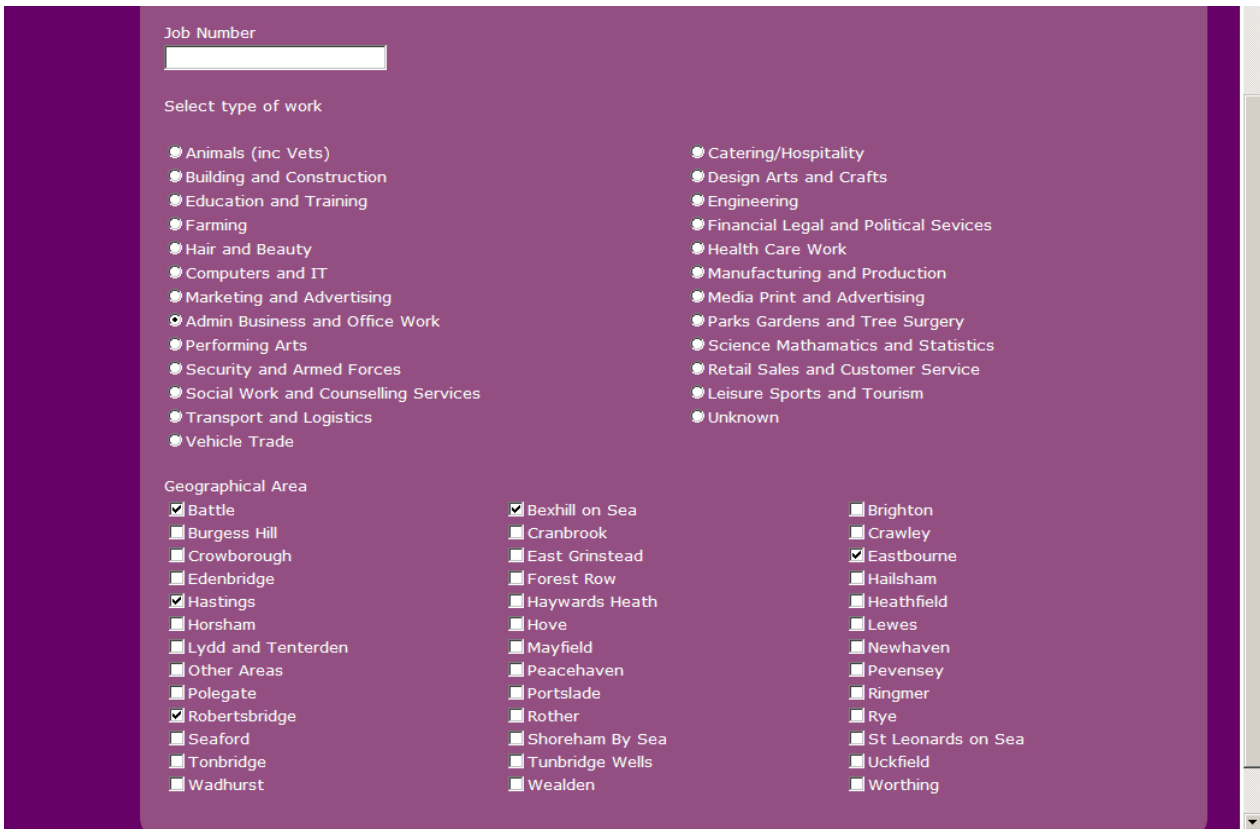 Job Number
Select type of work
Animals (inc Vets) Catering/Hospitality
Building and Construction Design Arts and Crafts
Education and Training Engineering
Farming Financial Legal and Political Sevices
Hair and Beauty Health Care Work
Computers and IT Manufacturing and Production
Marketing and Advertising Media Print and Advertising
Admin Business and Office Work Parks Gardens and Tree Surgery
Performing Arts Science Mathamatics and Statistics
Security and Armed Forces Retail Sales and Customer Service
Social Work and Counselling Services Leisure Sports and Tourism
Transport and Logistics Unknown
Vehicle Trade
Geographical Area
Battle Bexhill on Sea Brighton
Burgess Hill Cranbrook Crawley
Crowborough East Grinstead Eastbourne
Edenbridge Forest Row Hailsham
Hastings Haywards Heath Heathfield
Horsham Hove Lewes
Lydd and Tenterden Mayfield Newhaven
Other Areas Peacehaven Pevensey
Polegate Portslade Ringmer
Robertsbridge Rother Rye
Seaford Shoreham By Sea St Leonards on Sea
Tonbridge Tunbridge Wells Uckfield
Wadhurst Wealden Worthing